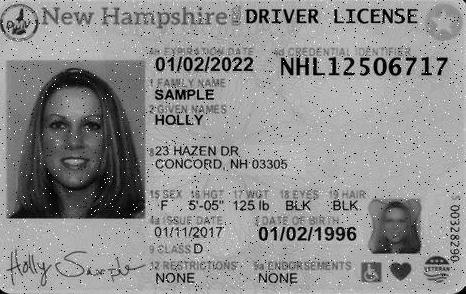 New Hampshire USA DRIVER LICENSE
4b EXPIRATION DATE 4d CREDENTIAL IDENTIFIER
01/02/2022 NHL12506717
1 FAMILY NAME
SAMPLE
2 GIVEN NAMES
HOLLY
8 23 HAZEN DR
CONCORD, NH 03305
15 SEX 16 HGT 17 WGT 18 EYES 19 HAIR
F 5'-05" 125 lb BLK BLK
4a ISSUE DATE 3 DATE OF BIRTH
01/11/2017 01/02/1996
9 CLASS D
12 RESTRICTIONS 9a ENDORSEMENTS
NONE NONE
Holly Sample
VETERAN
5 00328290